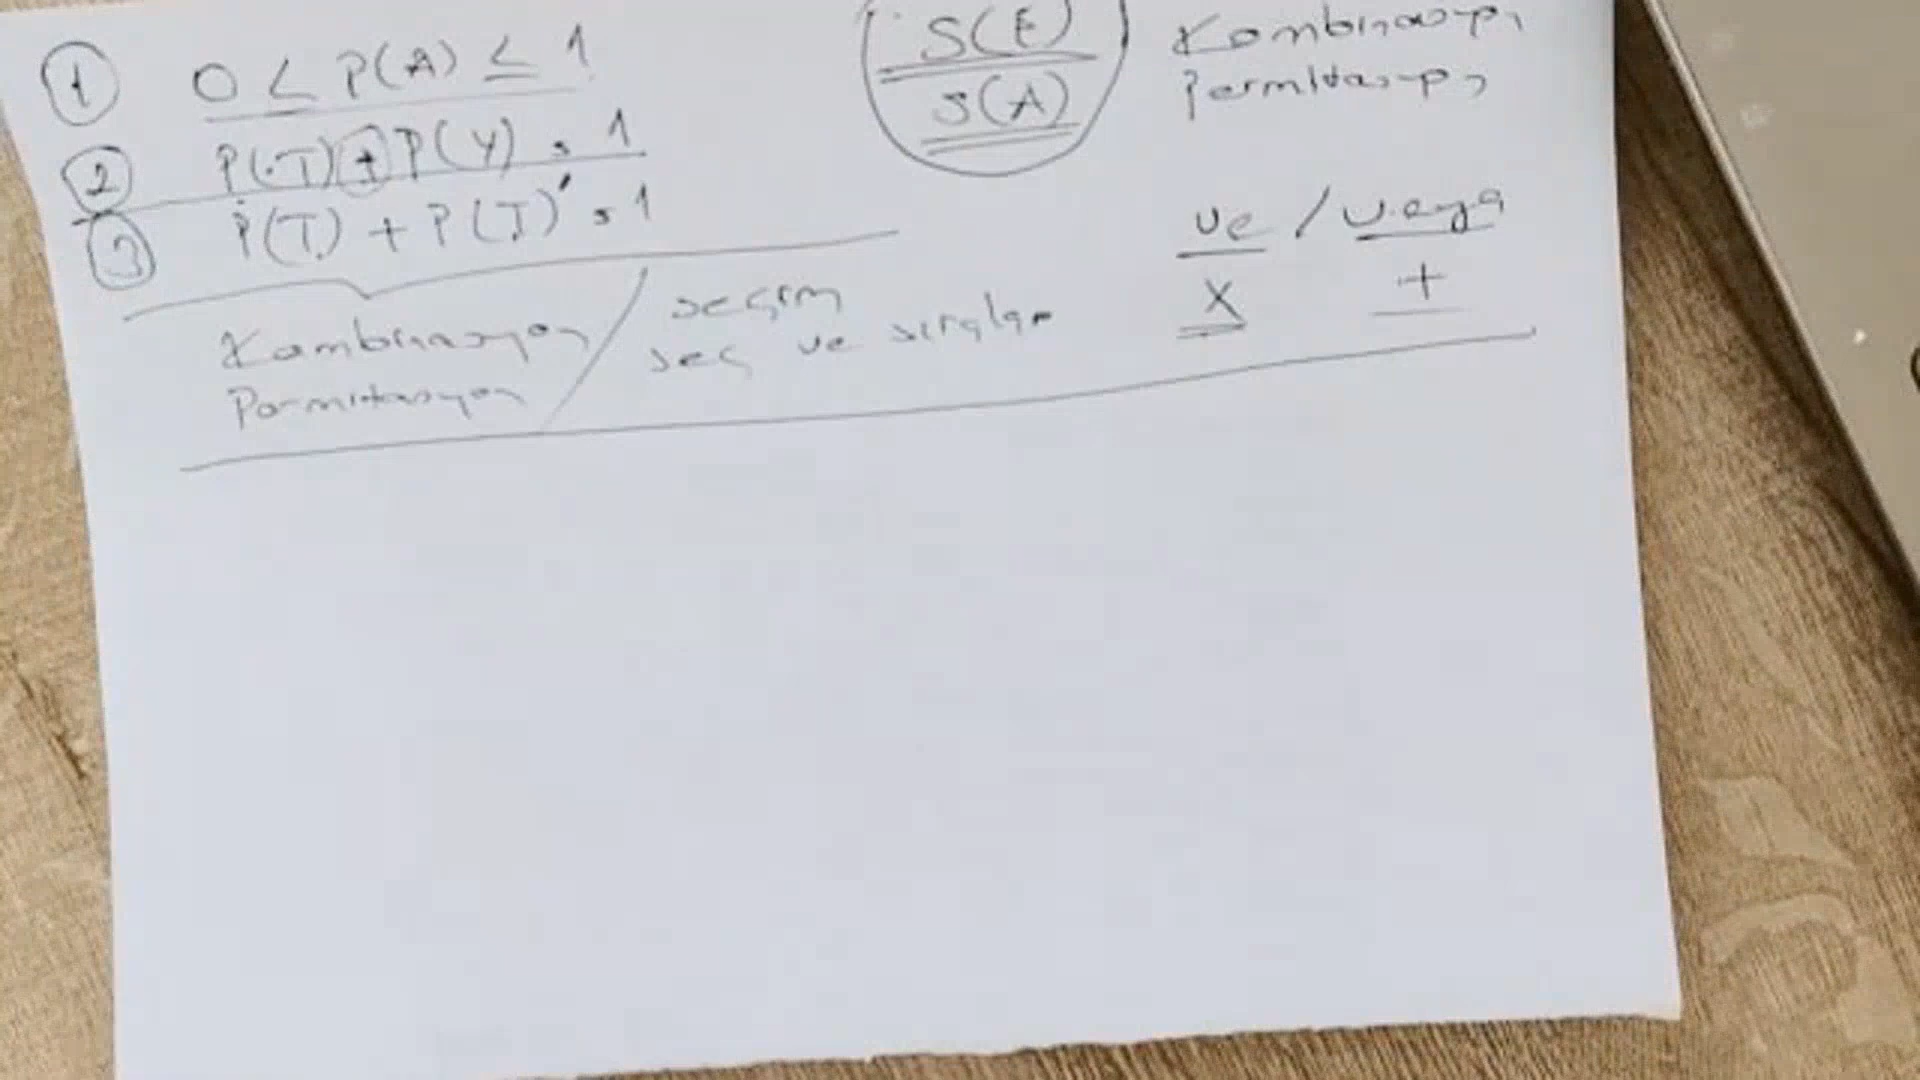 1 0 ≤ P(A) ≤ 1
2 P(T) + P(Y) = 1
3 P(T) + P(T)' = 1
S(E)
S(A)
Kombinasyon
Permütasyon
ve / veya
x +
Kombinasyon / seçim
Permütasyon seç ve sırala